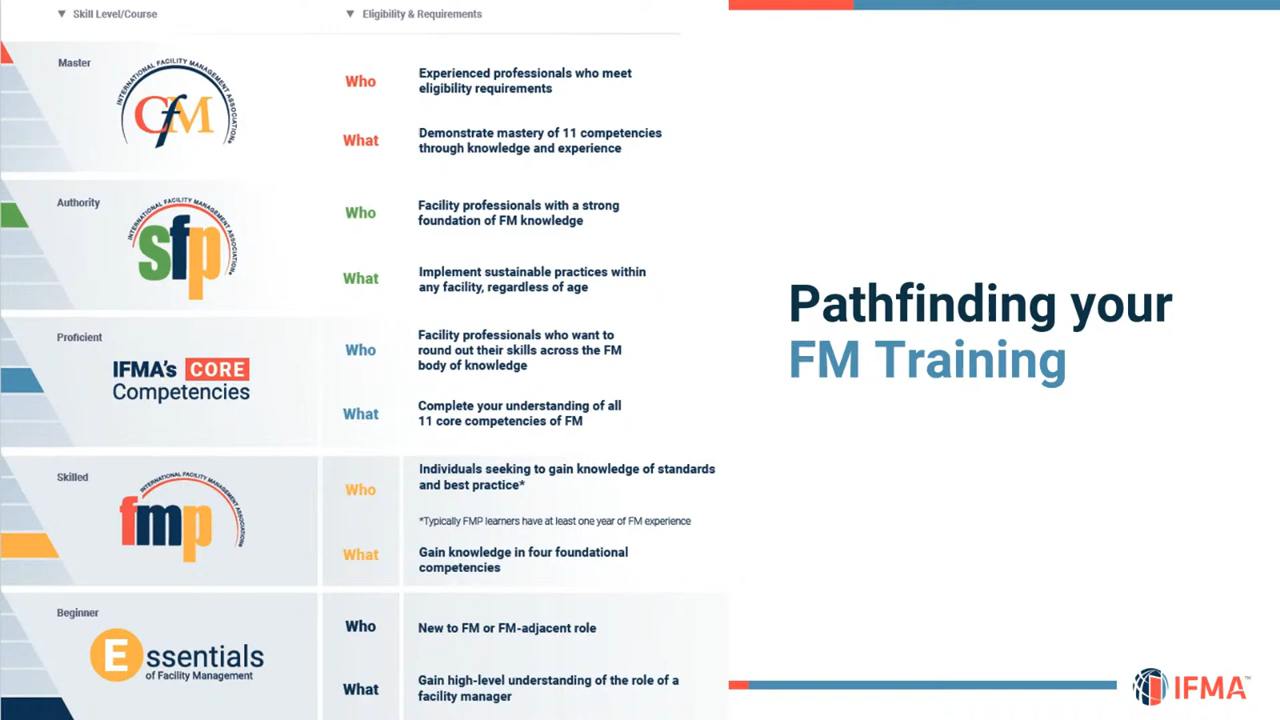 ▼ Skill Level/Course
▼ Eligibility & Requirements
Master
INTERNATIONAL FACILITY MANAGEMENT ASSOCIATION
CfM
Who
Experienced professionals who meet
eligibility requirements
What
Demonstrate mastery of 11 competencies
through knowledge and experience
Authority
INTERNATIONAL FACILITY MANAGEMENT ASSOCIATION
sfp
Who
Facility professionals with a strong
foundation of FM knowledge
What
Implement sustainable practices within
any facility, regardless of age
Proficient
IFMA's CORE
Competencies
Who
Facility professionals who want to
round out their skills across the FM
body of knowledge
What
Complete your understanding of all
11 core competencies of FM
Skilled
INTERNATIONAL FACILITY MANAGEMENT ASSOCIATION
fmp
Who
Individuals seeking to gain knowledge of standards
and best practice*
*Typically FMP learners have at least one year of FM experience
What
Gain knowledge in four foundational
competencies
Beginner
Essentials
of Facility Management
Who
New to FM or FM-adjacent role
What
Gain high-level understanding of the role of a
facility manager
Pathfinding your
FM Training
IFMA™